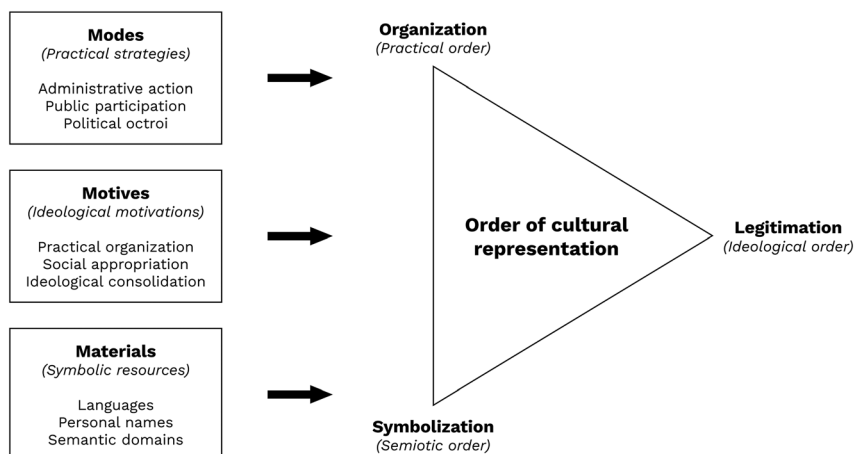 Modes
(Practical strategies)
Administrative action
Public participation
Political octroi
Motives
(Ideological motivations)
Practical organization
Social appropriation
Ideological consolidation
Materials
(Symbolic resources)
Languages
Personal names
Semantic domains
Organization
(Practical order)
Order of cultural
representation
Legitimation
(Ideological order)
Symbolization
(Semiotic order)